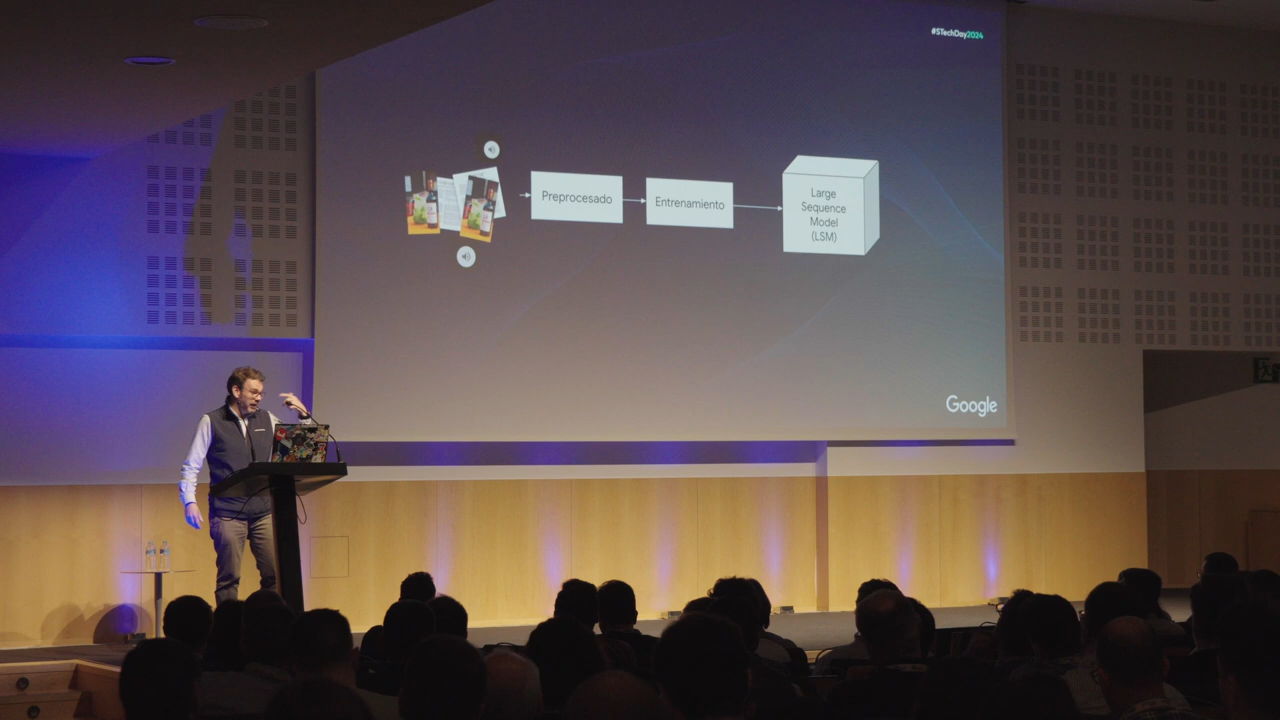 #STechDay2024
Preprocesado
Entrenamiento
Large
Sequence
Model
(LSM)
Google